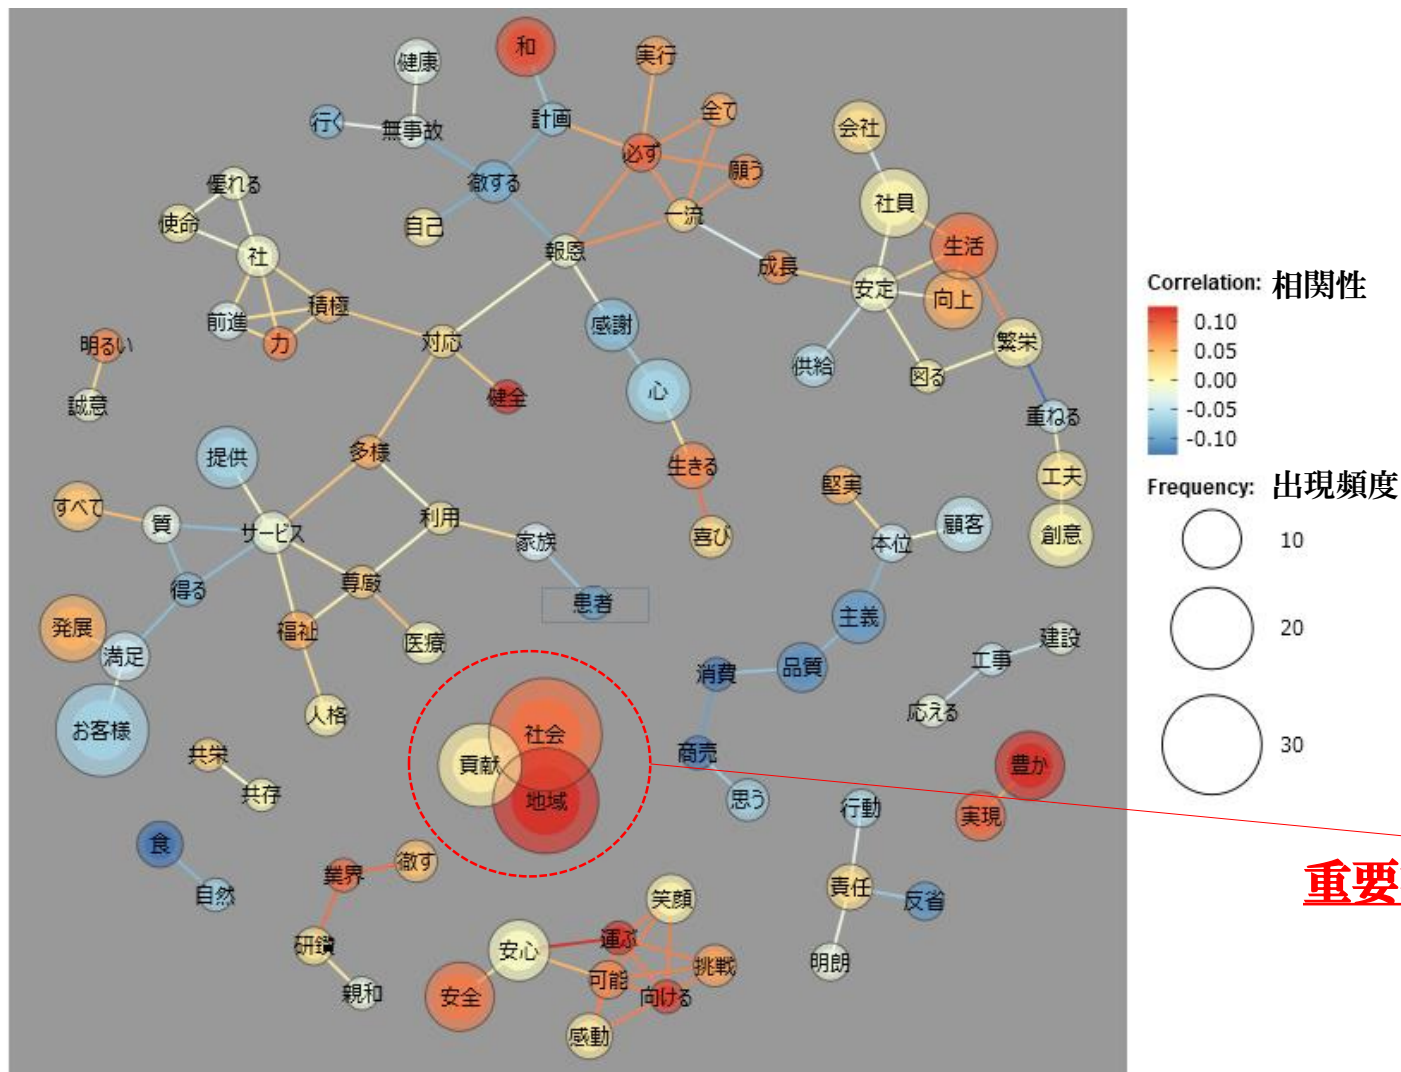 健康
和
実行
行く
無事故
計画
全て
会社
必ず
願う
優れる
徹する
使命
自己
一流
社員
社
報恩
生活
成長
安定
向上
積極
前進
感謝
明るい
力
対応
繁栄
供給
図る
誠意
健全
心
重ねる
提供
多様
生きる
工夫
堅実
すべて
質
サービス
利用
家族
喜び
本位
顧客
創意
得る
尊厳
患者
発展
福祉
医療
主義
満足
建設
工事
品質
消費
お客様
人格
社会
応える
共栄
貢献
商売
豊か
共存
地域
思う
行動
実現
食
業界
徹す
自然
笑顔
責任
反省
研鑽
安心
運ぶ
明朗
親和
安全
可能
挑戦
向ける
感動
Correlation: 相関性
0.10
0.05
0.00
-0.05
-0.10
Frequency: 出現頻度
10
20
30
重要